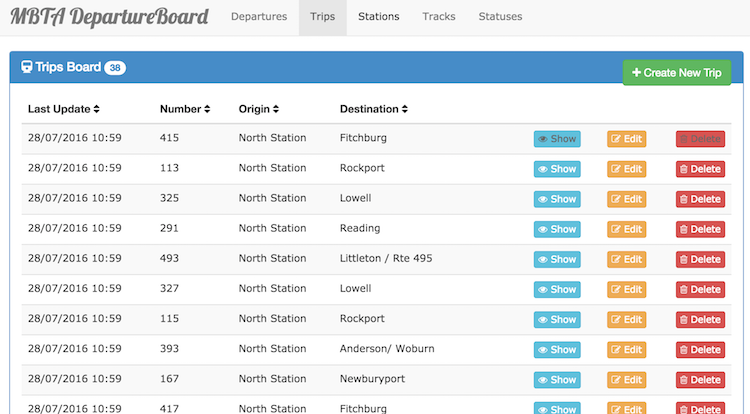 MBTA DepartureBoard Departures Trips Stations Tracks Statuses
Trips Board 38 Create New Trip
Last Update Number Origin Destination
28/07/2016 10:59 415 North Station Fitchburg Show Edit Delete
28/07/2016 10:59 113 North Station Rockport Show Edit Delete
28/07/2016 10:59 325 North Station Lowell Show Edit Delete
28/07/2016 10:59 291 North Station Reading Show Edit Delete
28/07/2016 10:59 493 North Station Littleton / Rte 495 Show Edit Delete
28/07/2016 10:59 327 North Station Lowell Show Edit Delete
28/07/2016 10:59 115 North Station Rockport Show Edit Delete
28/07/2016 10:59 393 North Station Anderson/ Woburn Show Edit Delete
28/07/2016 10:59 167 North Station Newburyport Show Edit Delete
28/07/2016 10:59 417 North Station Fitchburg Show Edit Delete